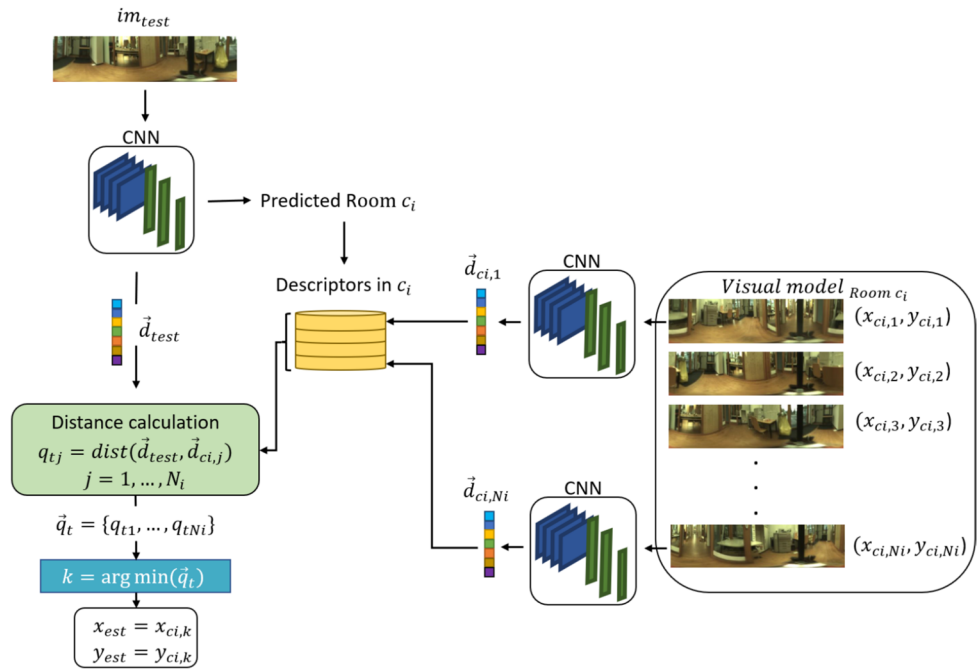 im_test
CNN
Predicted Room c_i
Descriptors in c_i
d⃗_test
Distance calculation
q_tj = dist(d⃗_test, d⃗_ci,j)
j = 1, …, N_i
q⃗_t = {q_t1, …, q_tNi}
k = arg min(q⃗_t)
x_est = x_ci,k
y_est = y_ci,k
d⃗_ci,1
CNN
d⃗_ci,Ni
CNN
Visual model Room c_i
(x_ci,1, y_ci,1)
(x_ci,2, y_ci,2)
(x_ci,3, y_ci,3)
.
.
.
(x_ci,Ni, y_ci,Ni)